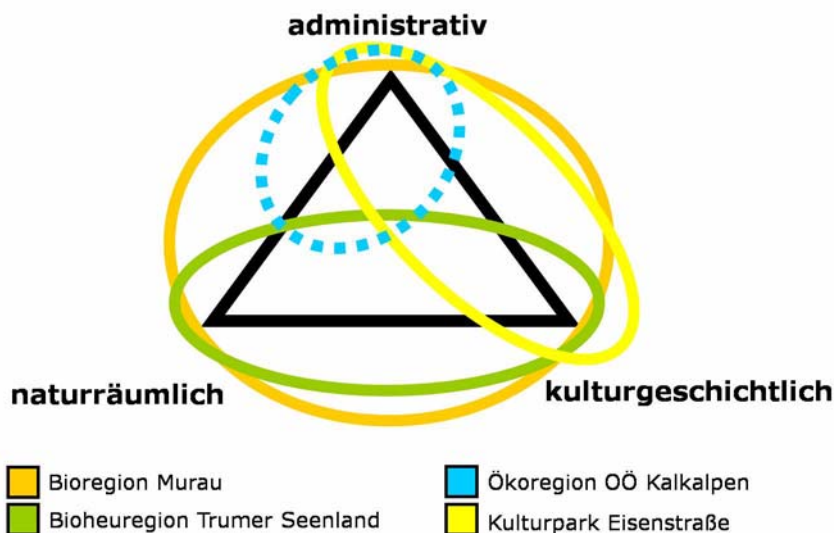 administrativ
naturräumlich
kulturgeschichtlich
Bioregion Murau
Ökoregion OÖ Kalkalpen
Bioheuregion Trumer Seenland
Kulturpark Eisenstraße